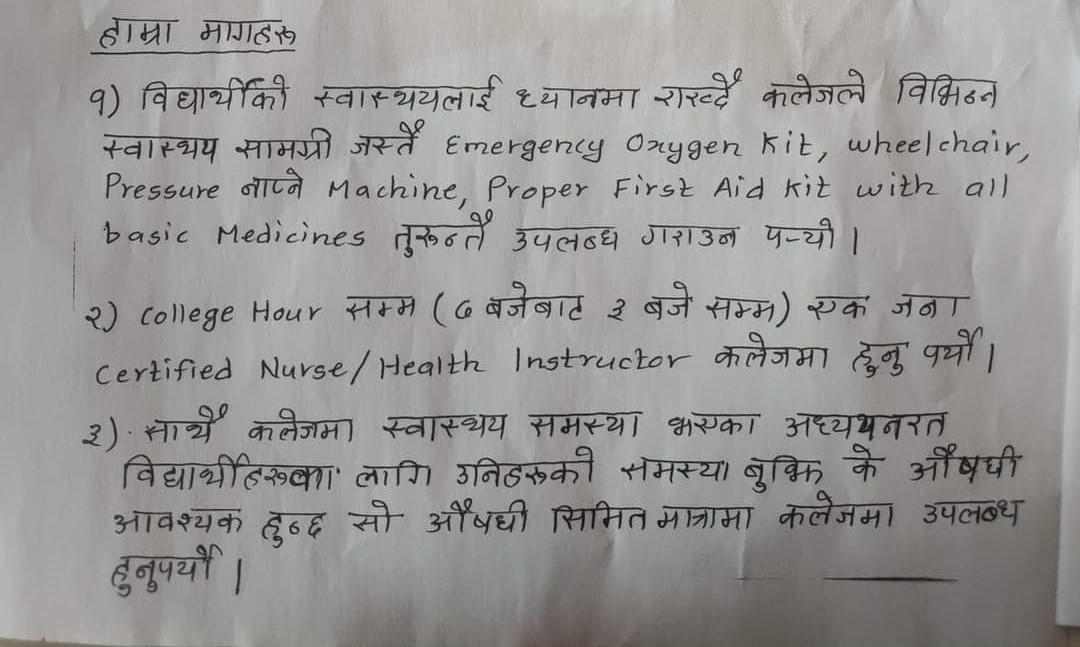 हाम्रा मागहरू
१) विद्यार्थीको स्वास्थ्यलाई ध्यानमा राख्दै कलेजले विभिन्न
स्वास्थ्य सामग्री जस्तै Emergency Oxygen Kit, wheelchair,
Pressure नाप्ने Machine, Proper First Aid Kit with all
basic Medicines तुरून्तै उपलब्ध गराउन पर्‍यो।
२) College Hour सम्म (६ बजेबाट ३ बजे सम्म) एक जना
Certified Nurse/Health Instructor कलेजमा हुनु पर्यो।
३). साथै कलेजमा स्वास्थ्य समस्या भएका अध्ययनरत
विद्यार्थीहरूका लागि उनिहरूको समस्या बुझि के औषधी
आवश्यक हुन्छ सो औषधी सिमित मात्रामा कलेजमा उपलब्ध
हुनुपर्यो।